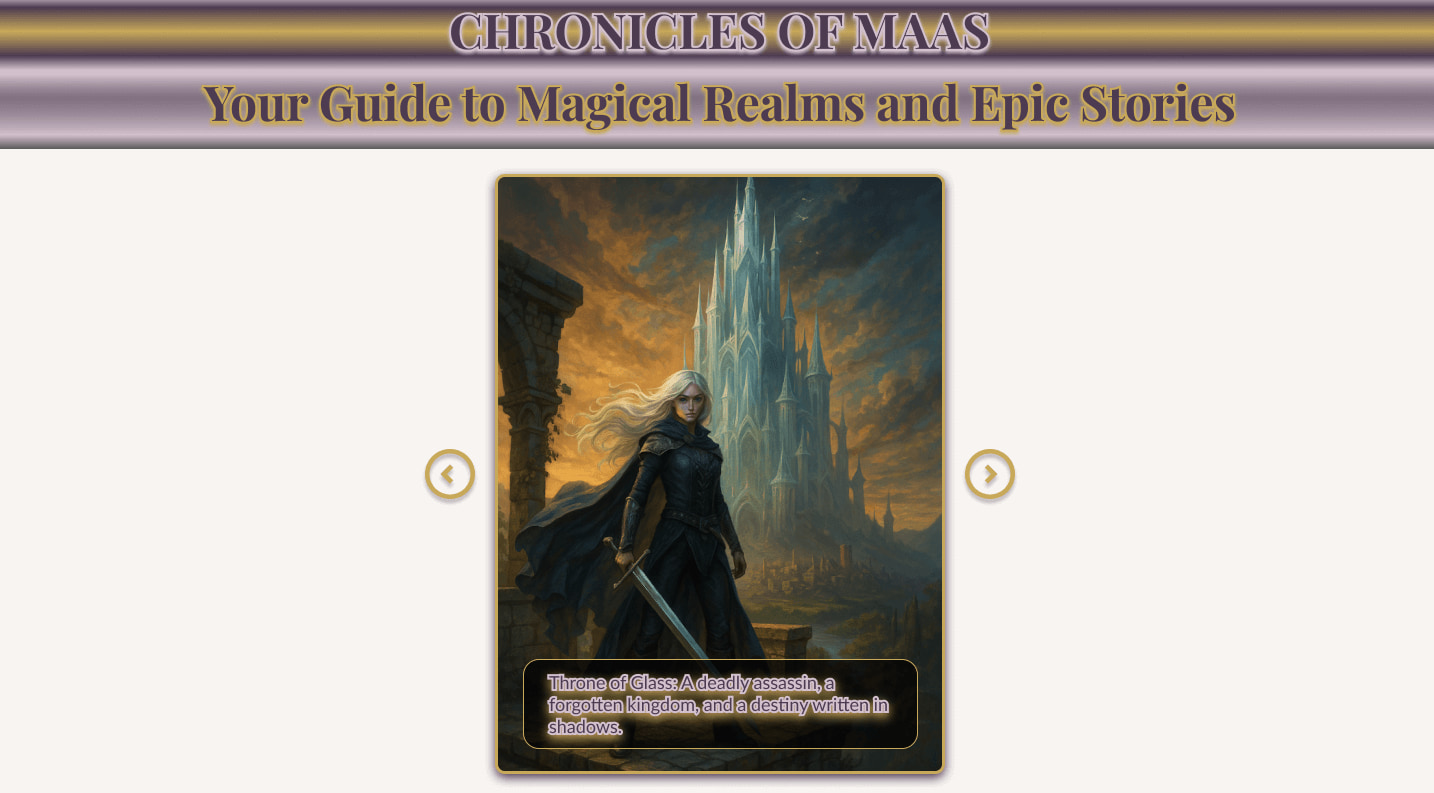 CHRONICLES OF MAAS
Your Guide to Magical Realms and Epic Stories
Throne of Glass: A deadly assassin, a
forgotten kingdom, and a destiny written in
shadows.